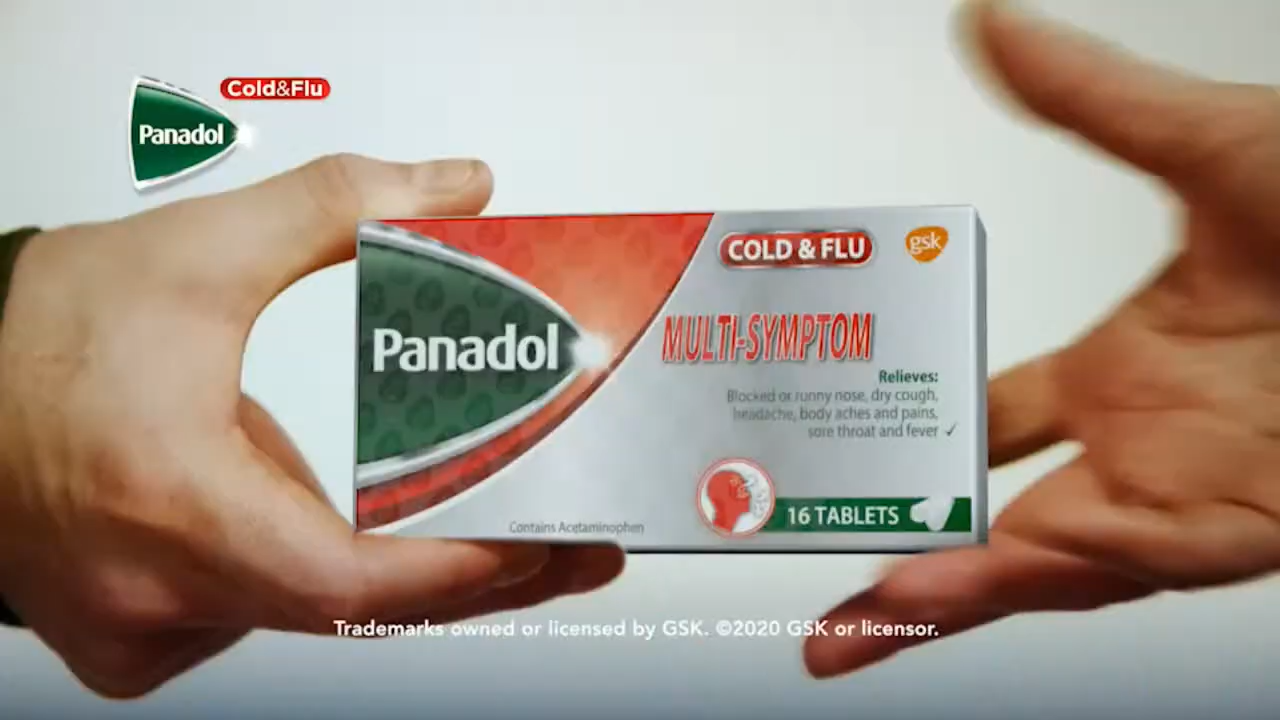 Cold&Flu
Panadol
COLD & FLU
gsk
Panadol
MULTI-SYMPTOM
Relieves:
Blocked or runny nose, dry cough,
headache, body aches and pains,
sore throat and fever ✓
16 TABLETS
Contains Acetaminophen
Trademarks owned or licensed by GSK. ©2020 GSK or licensor.